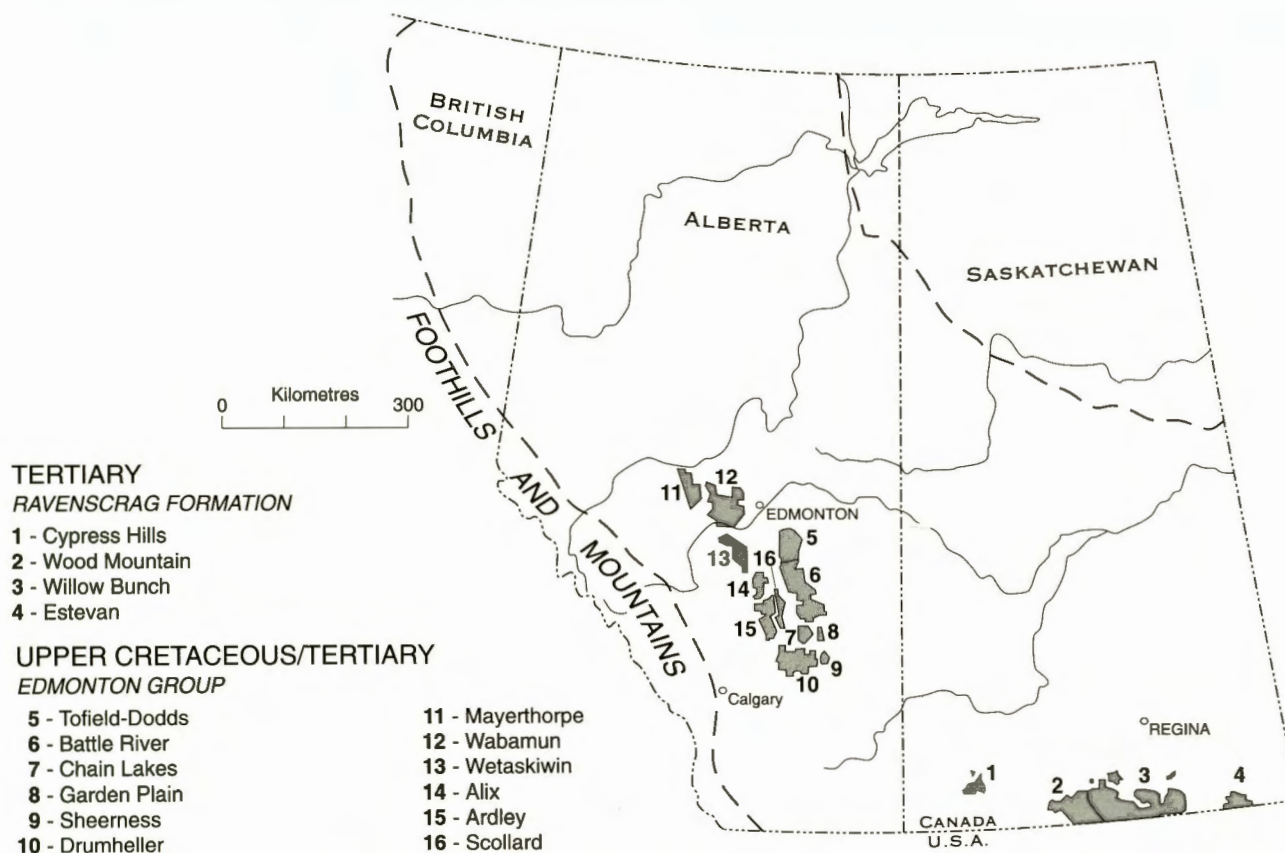 BRITISH
COLUMBIA
ALBERTA
SASKATCHEWAN
FOOTHILLS AND MOUNTAINS
Kilometres
0 300
11
12
EDMONTON
13
16
5
14
6
15
7
8
10
9
Calgary
REGINA
1
2
3
4
CANADA
U.S.A.
TERTIARY
RAVENSCRAG FORMATION
1 - Cypress Hills
2 - Wood Mountain
3 - Willow Bunch
4 - Estevan
UPPER CRETACEOUS/TERTIARY
EDMONTON GROUP
5 - Tofield-Dodds
6 - Battle River
7 - Chain Lakes
8 - Garden Plain
9 - Sheerness
10 - Drumheller
11 - Mayerthorpe
12 - Wabamun
13 - Wetaskiwin
14 - Alix
15 - Ardley
16 - Scollard